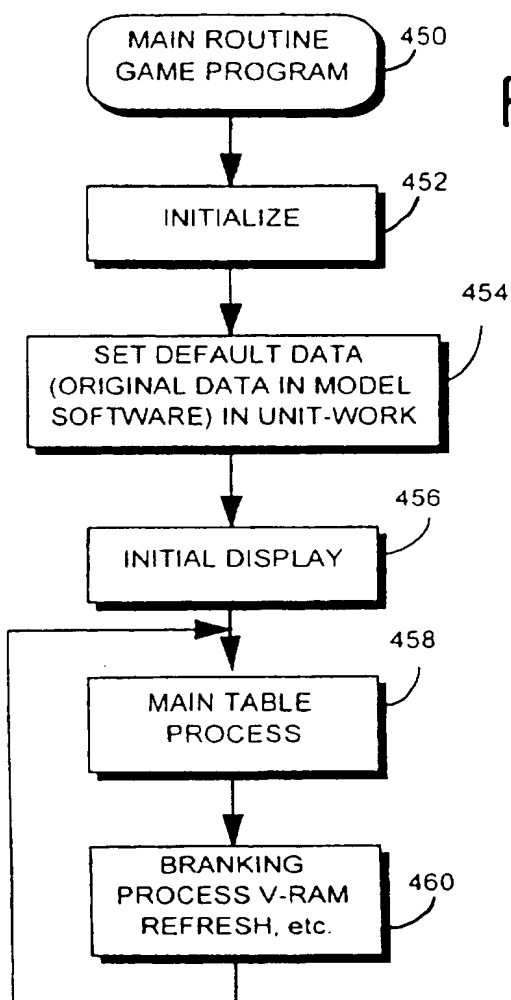 MAIN ROUTINE
GAME PROGRAM
450
INITIALIZE
452
SET DEFAULT DATA
(ORIGINAL DATA IN MODEL
SOFTWARE) IN UNIT-WORK
454
INITIAL DISPLAY
456
MAIN TABLE
PROCESS
458
BRANKING
PROCESS V-RAM
REFRESH, etc.
460